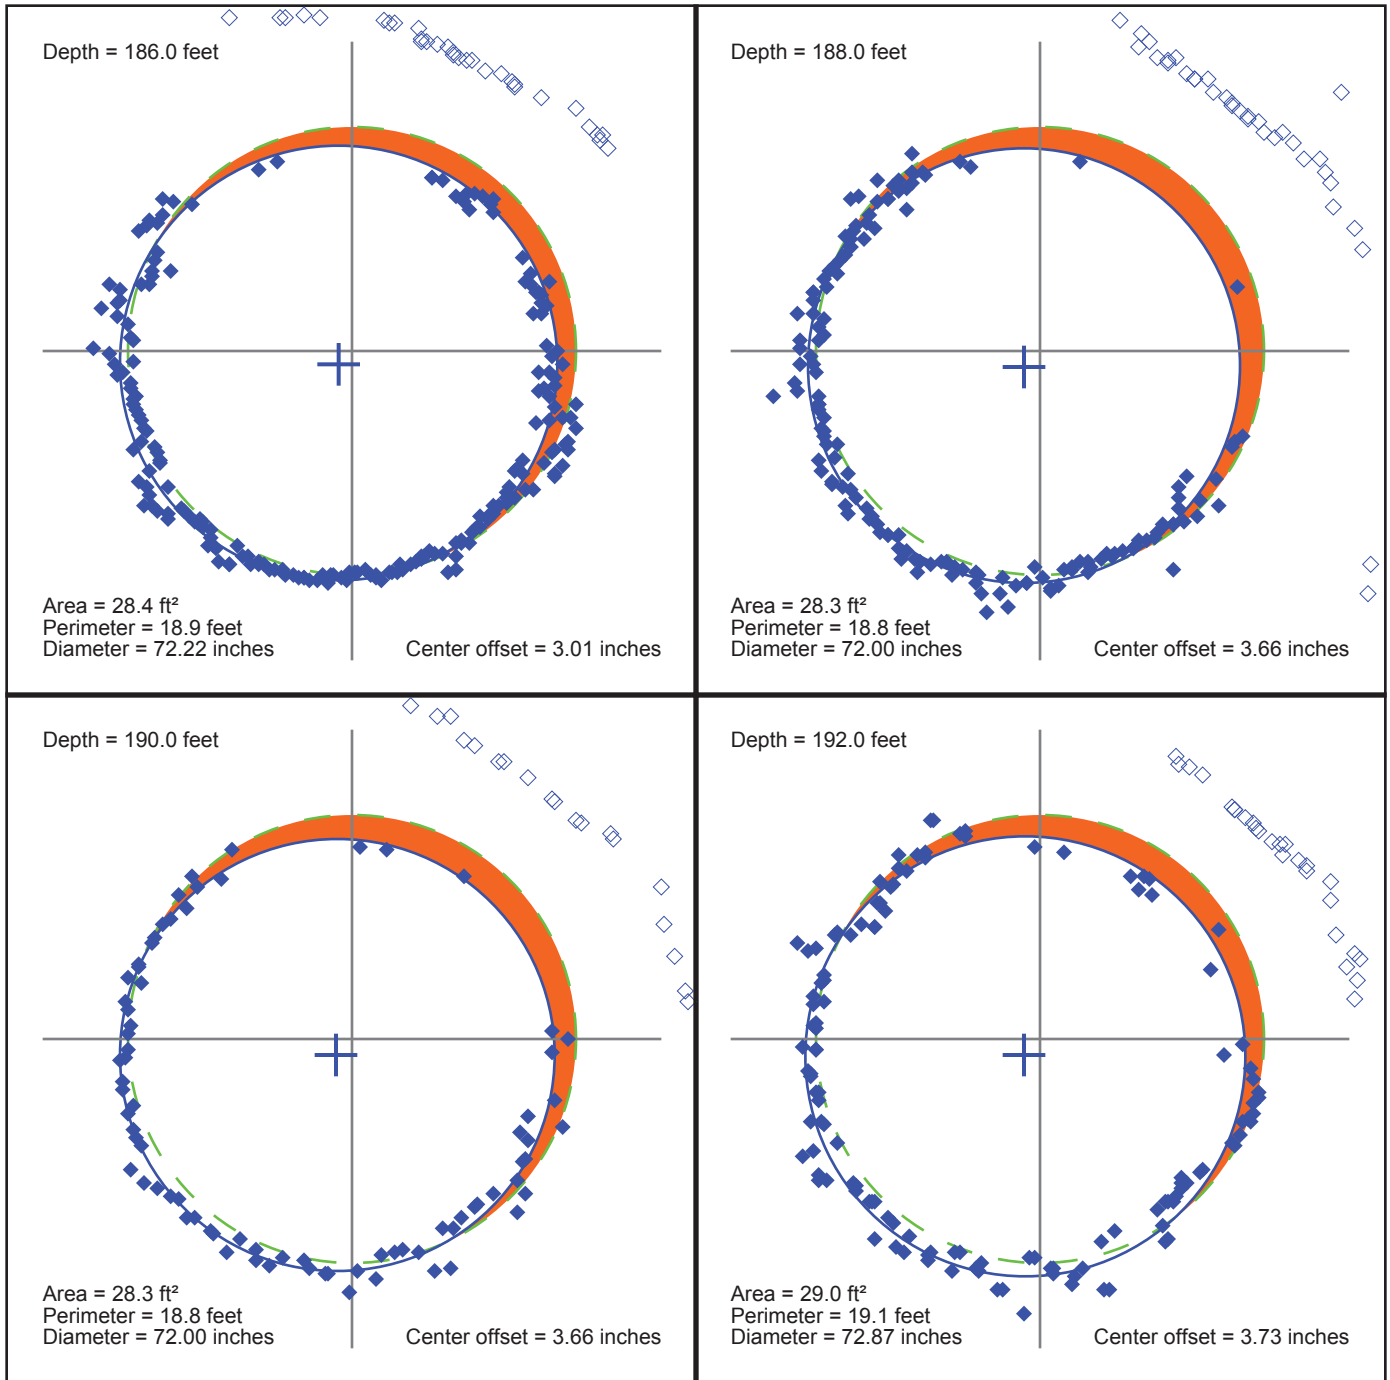 Depth = 186.0 feet
Area = 28.4 ft²
Perimeter = 18.9 feet
Diameter = 72.22 inches
Center offset = 3.01 inches
Depth = 188.0 feet
Area = 28.3 ft²
Perimeter = 18.8 feet
Diameter = 72.00 inches
Center offset = 3.66 inches
Depth = 190.0 feet
Area = 28.3 ft²
Perimeter = 18.8 feet
Diameter = 72.00 inches
Center offset = 3.66 inches
Depth = 192.0 feet
Area = 29.0 ft²
Perimeter = 19.1 feet
Diameter = 72.87 inches
Center offset = 3.73 inches